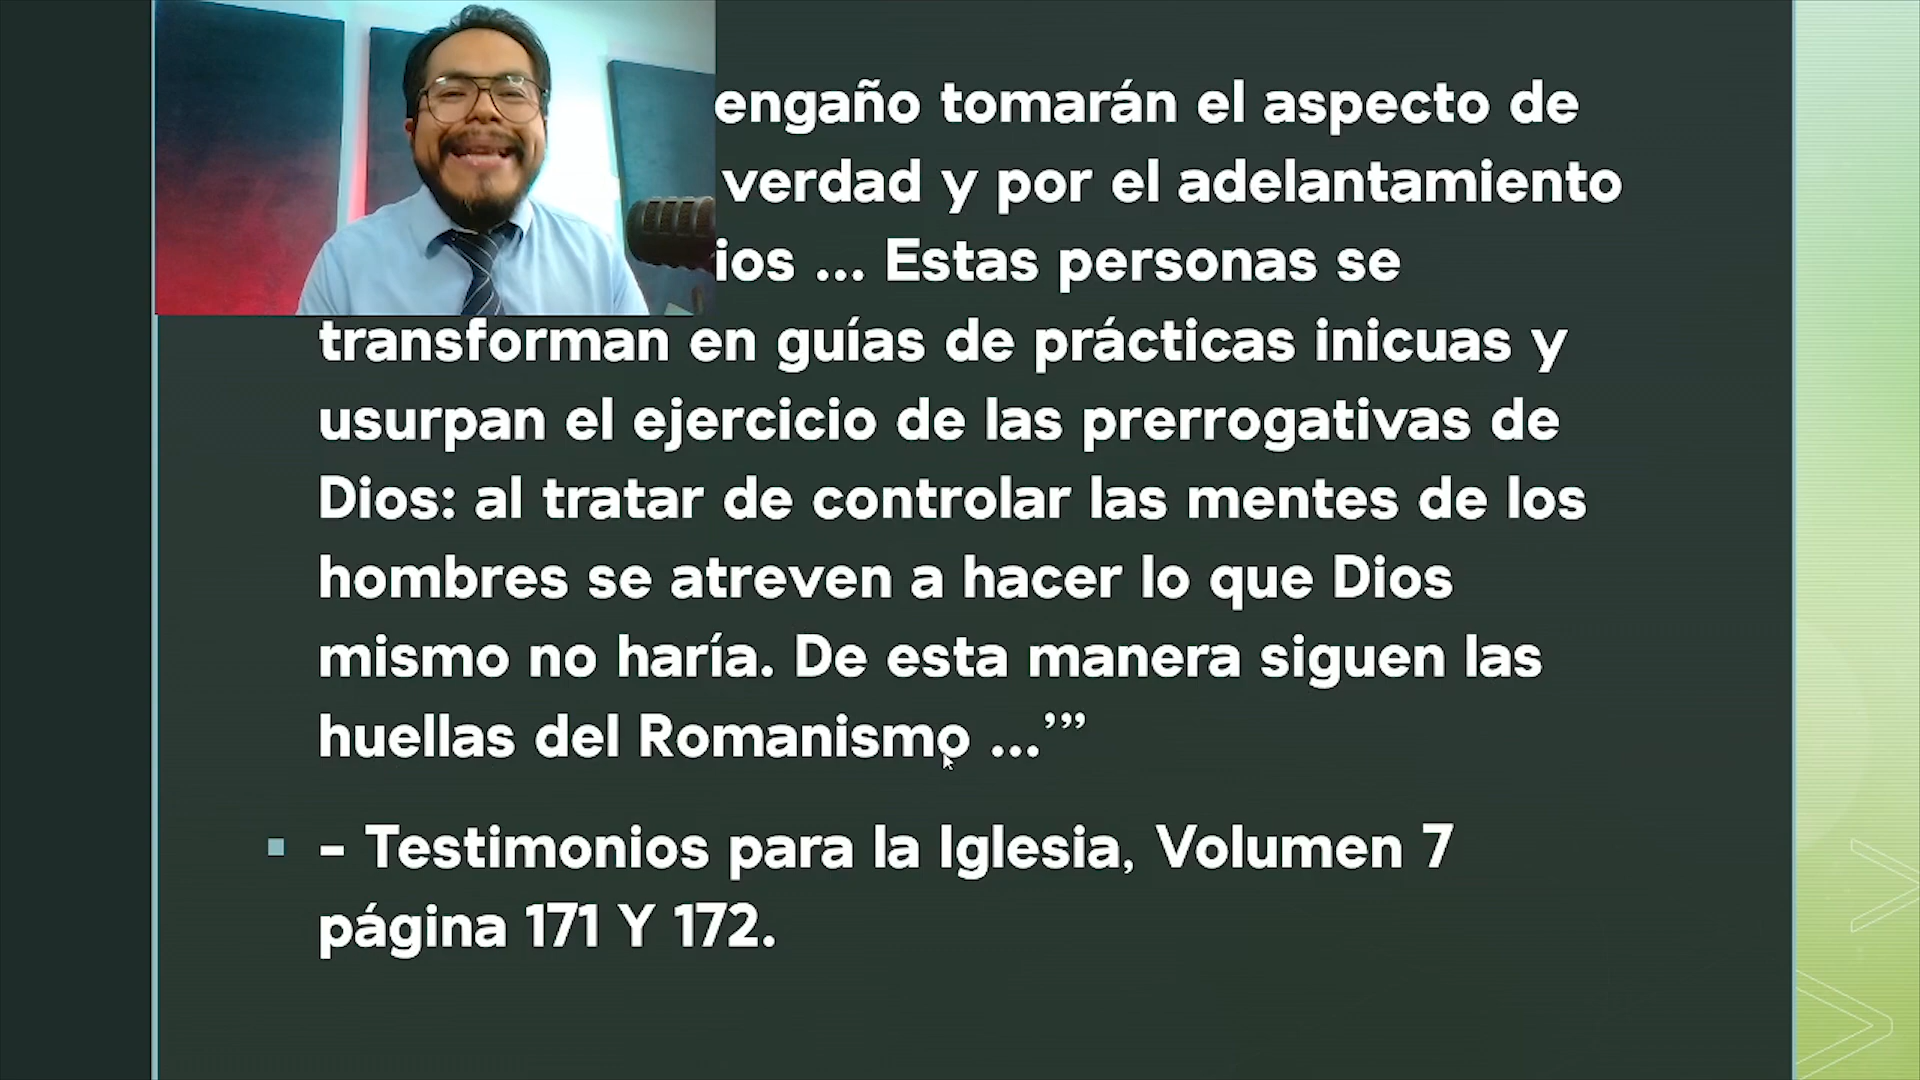 engaño tomarán el aspecto de
verdad y por el adelantamiento
ios ... Estas personas se
transforman en guías de prácticas inicuas y
usurpan el ejercicio de las prerrogativas de
Dios: al tratar de controlar las mentes de los
hombres se atreven a hacer lo que Dios
mismo no haría. De esta manera siguen las
huellas del Romanismo ...’”
– Testimonios para la Iglesia, Volumen 7
página 171 Y 172.